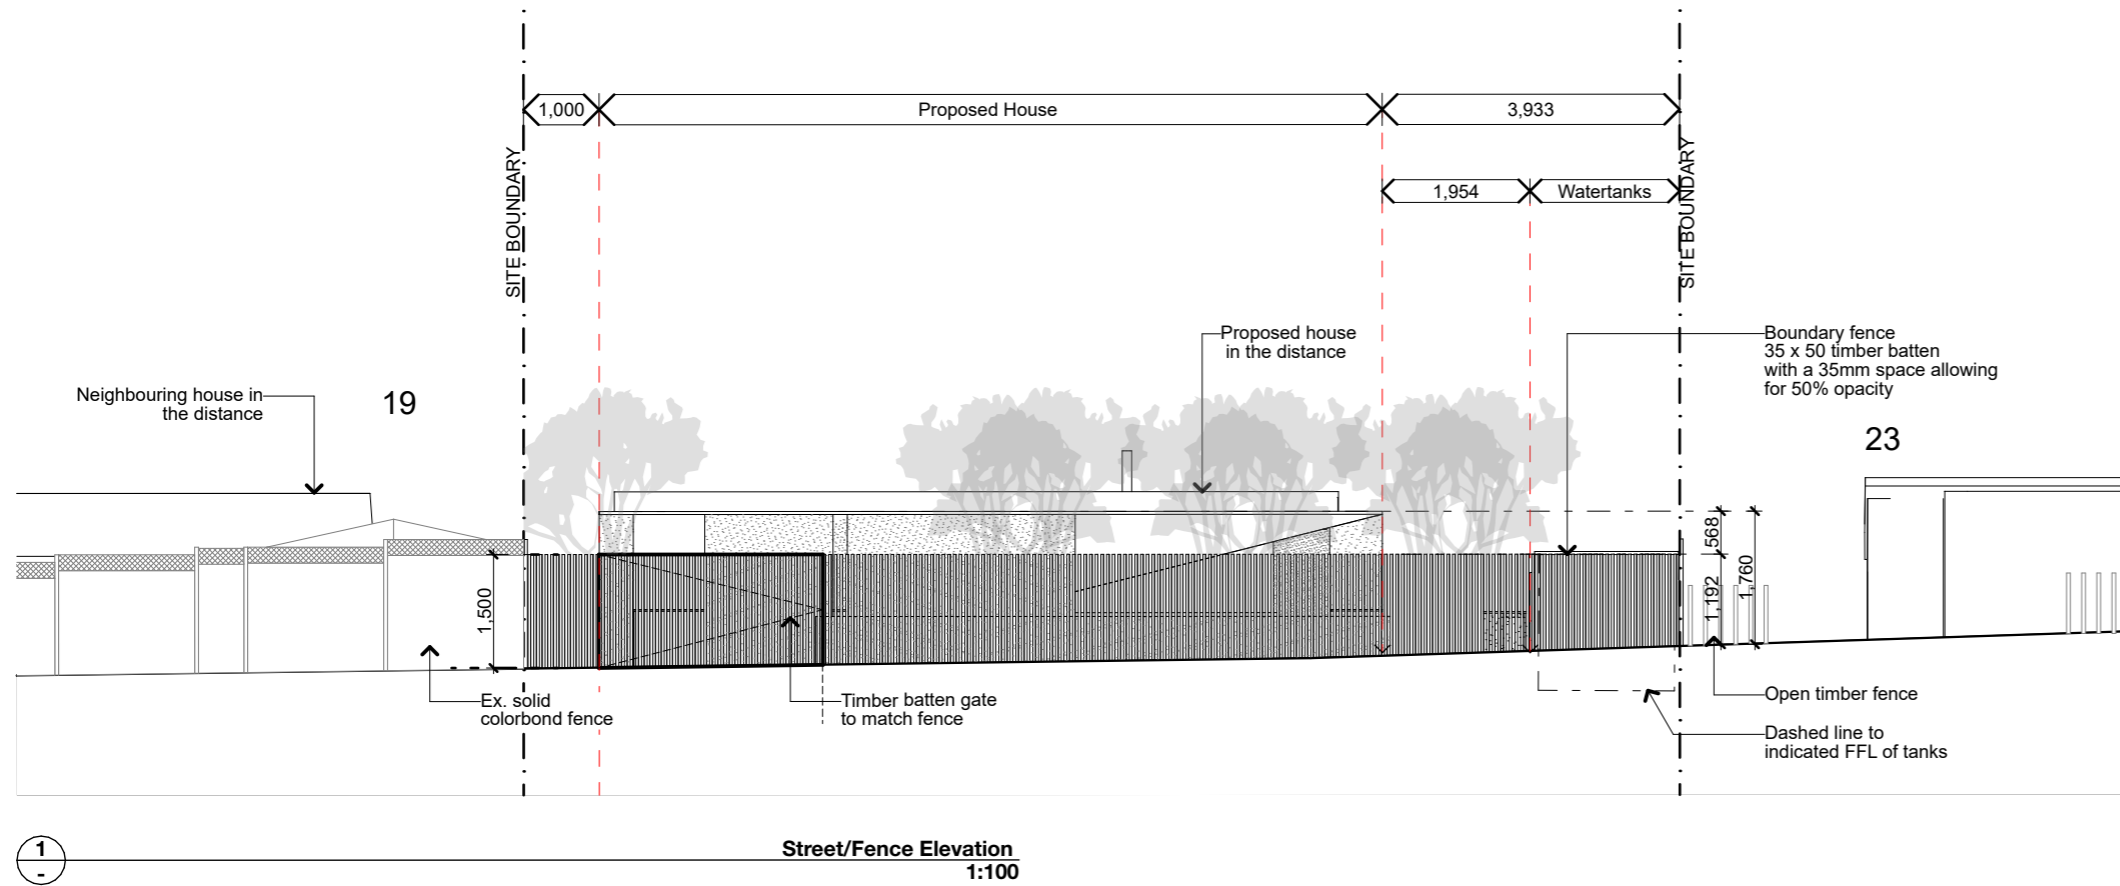 1,000
Proposed House
3,933
SITE BOUNDARY
SITE BOUNDARY
1,954
Watertanks
Proposed house
in the distance
Boundary fence
35 x 50 timber batten
with a 35mm space allowing
for 50% opacity
Neighbouring house in
the distance
19
23
568
1,760
1,192
1,500
Ex. solid
colorbond fence
Timber batten gate
to match fence
Open timber fence
Dashed line to
indicated FFL of tanks
1
-
Street/Fence Elevation
1:100